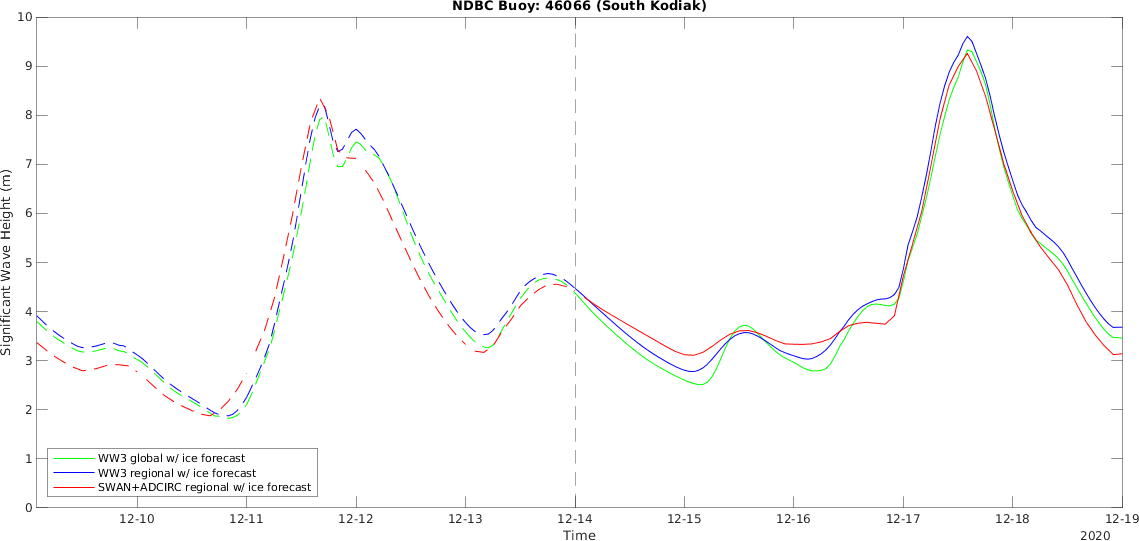 NDBC Buoy: 46066 (South Kodiak)
10
9
8
7
6
5
4
3
2
1
0
Significant Wave Height (m)
WW3 global w/ ice forecast
WW3 regional w/ ice forecast
SWAN+ADCIRC regional w/ ice forecast
12-10 12-11 12-12 12-13 12-14 12-15 12-16 12-17 12-18 12-19
Time 2020